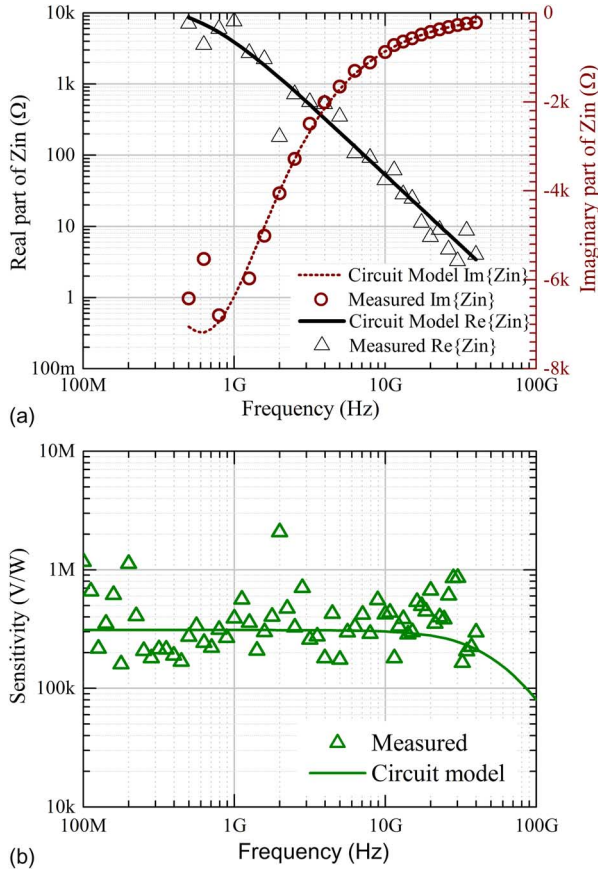 10k
1k
100
10
1
100m
Real part of Zin (Ω)
0
-2k
-4k
-6k
-8k
Imaginary part of Zin (Ω)
Circuit Model Im{Zin}
Measured Im{Zin}
Circuit Model Re{Zin}
Measured Re{Zin}
100M 1G 10G 100G
Frequency (Hz)
(a)
10M
1M
100k
10k
Sensitivity (V/W)
Measured
Circuit model
100M 1G 10G 100G
Frequency (Hz)
(b)